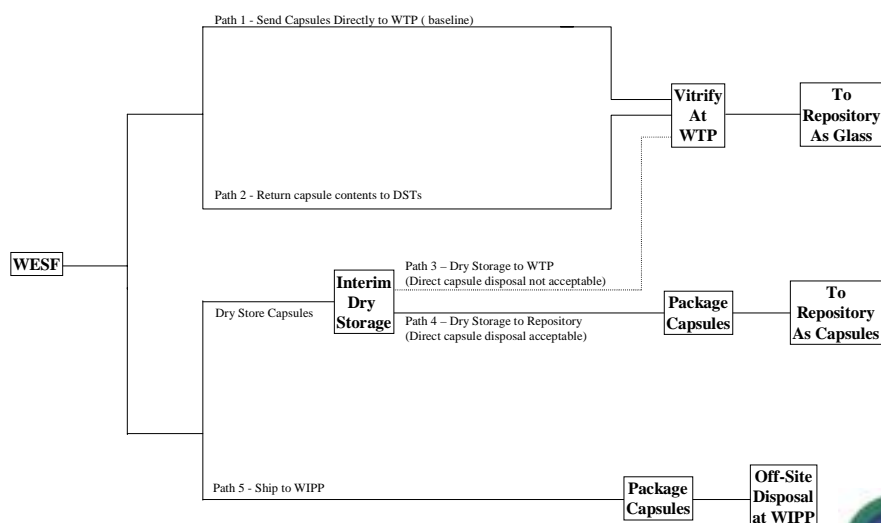 Path 1 - Send Capsules Directly to WTP ( baseline)
Vitrify
At
WTP
To
Repository
As Glass
Path 2 - Return capsule contents to DSTs
WESF
Interim
Dry
Storage
Dry Store Capsules
Path 3 – Dry Storage to WTP
(Direct capsule disposal not acceptable)
Path 4 – Dry Storage to Repository
(Direct capsule disposal acceptable)
Package
Capsules
To
Repository
As Capsules
Path 5 - Ship to WIPP
Package
Capsules
Off-Site
Disposal
at WIPP